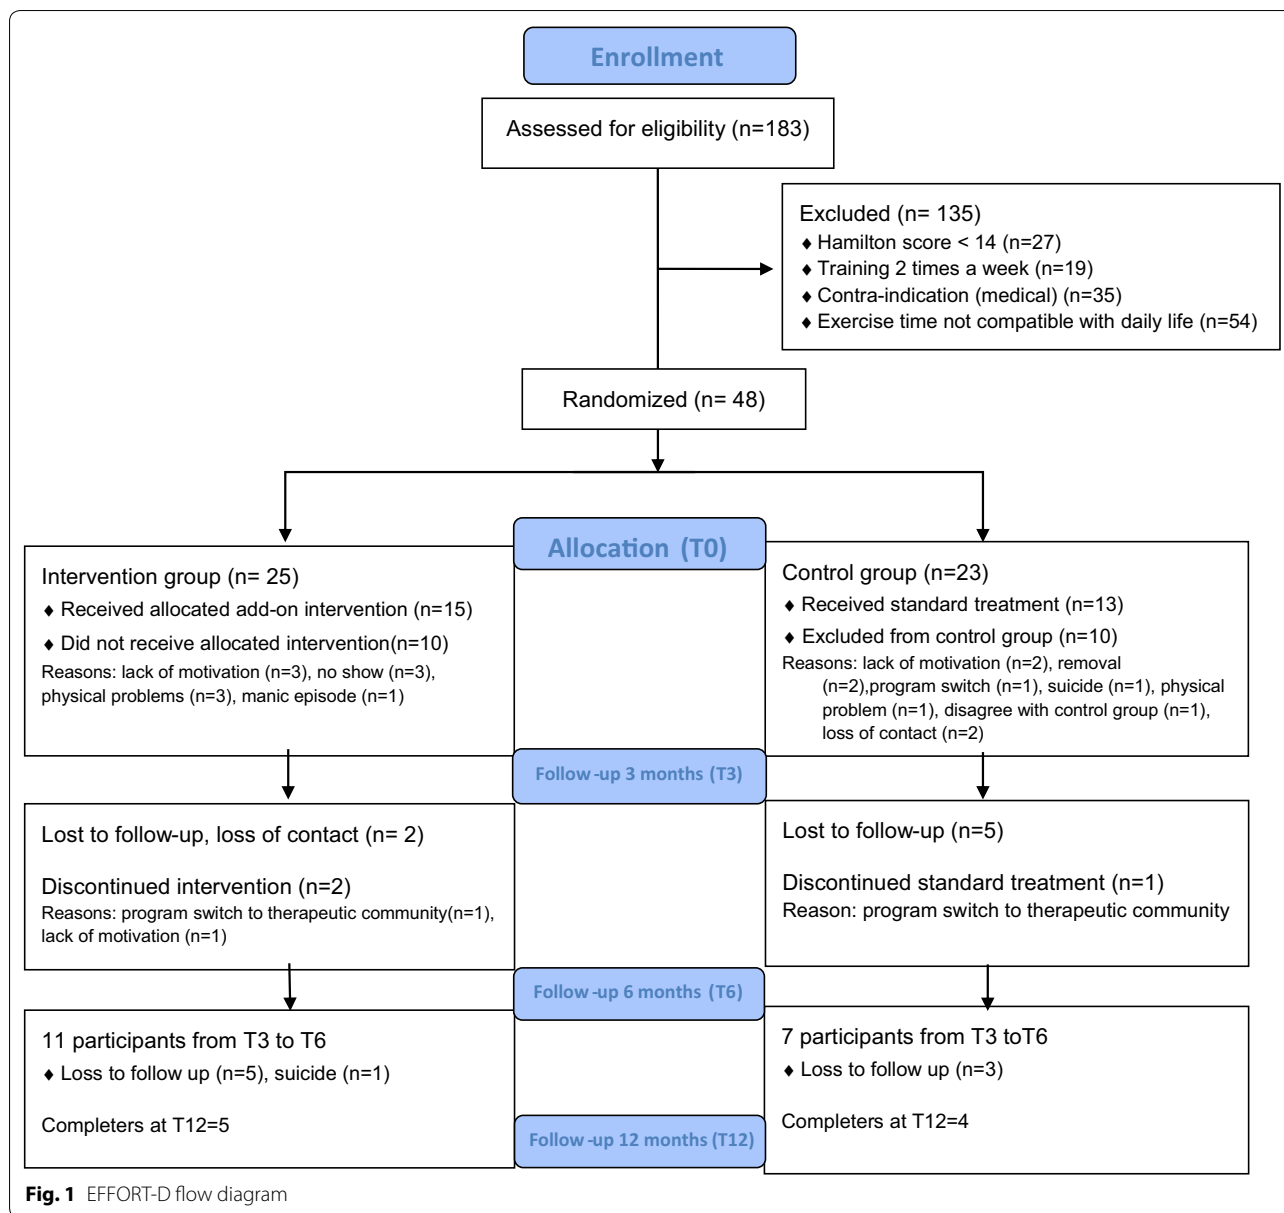 Enrollment
Assessed for eligibility (n=183)
Excluded (n= 135)
♦ Hamilton score < 14 (n=27)
♦ Training 2 times a week (n=19)
♦ Contra-indication (medical) (n=35)
♦ Exercise time not compatible with daily life (n=54)
Randomized (n= 48)
Allocation (T0)
Intervention group (n= 25)
♦ Received allocated add-on intervention (n=15)
♦ Did not receive allocated intervention(n=10)
Reasons: lack of motivation (n=3), no show (n=3),
physical problems (n=3), manic episode (n=1)
Control group (n=23)
♦ Received standard treatment (n=13)
♦ Excluded from control group (n=10)
Reasons: lack of motivation (n=2), removal
(n=2),program switch (n=1), suicide (n=1), physical
problem (n=1), disagree with control group (n=1),
loss of contact (n=2)
Follow-up 3 months (T3)
Lost to follow-up, loss of contact (n= 2)
Discontinued intervention (n=2)
Reasons: program switch to therapeutic community(n=1),
lack of motivation (n=1)
Lost to follow-up (n=5)
Discontinued standard treatment (n=1)
Reason: program switch to therapeutic community
Follow-up 6 months (T6)
11 participants from T3 to T6
♦ Loss to follow up (n=5), suicide (n=1)
Completers at T12=5
7 participants from T3 toT6
♦ Loss to follow up (n=3)
Completers at T12=4
Follow-up 12 months (T12)
Fig. 1 EFFORT-D flow diagram